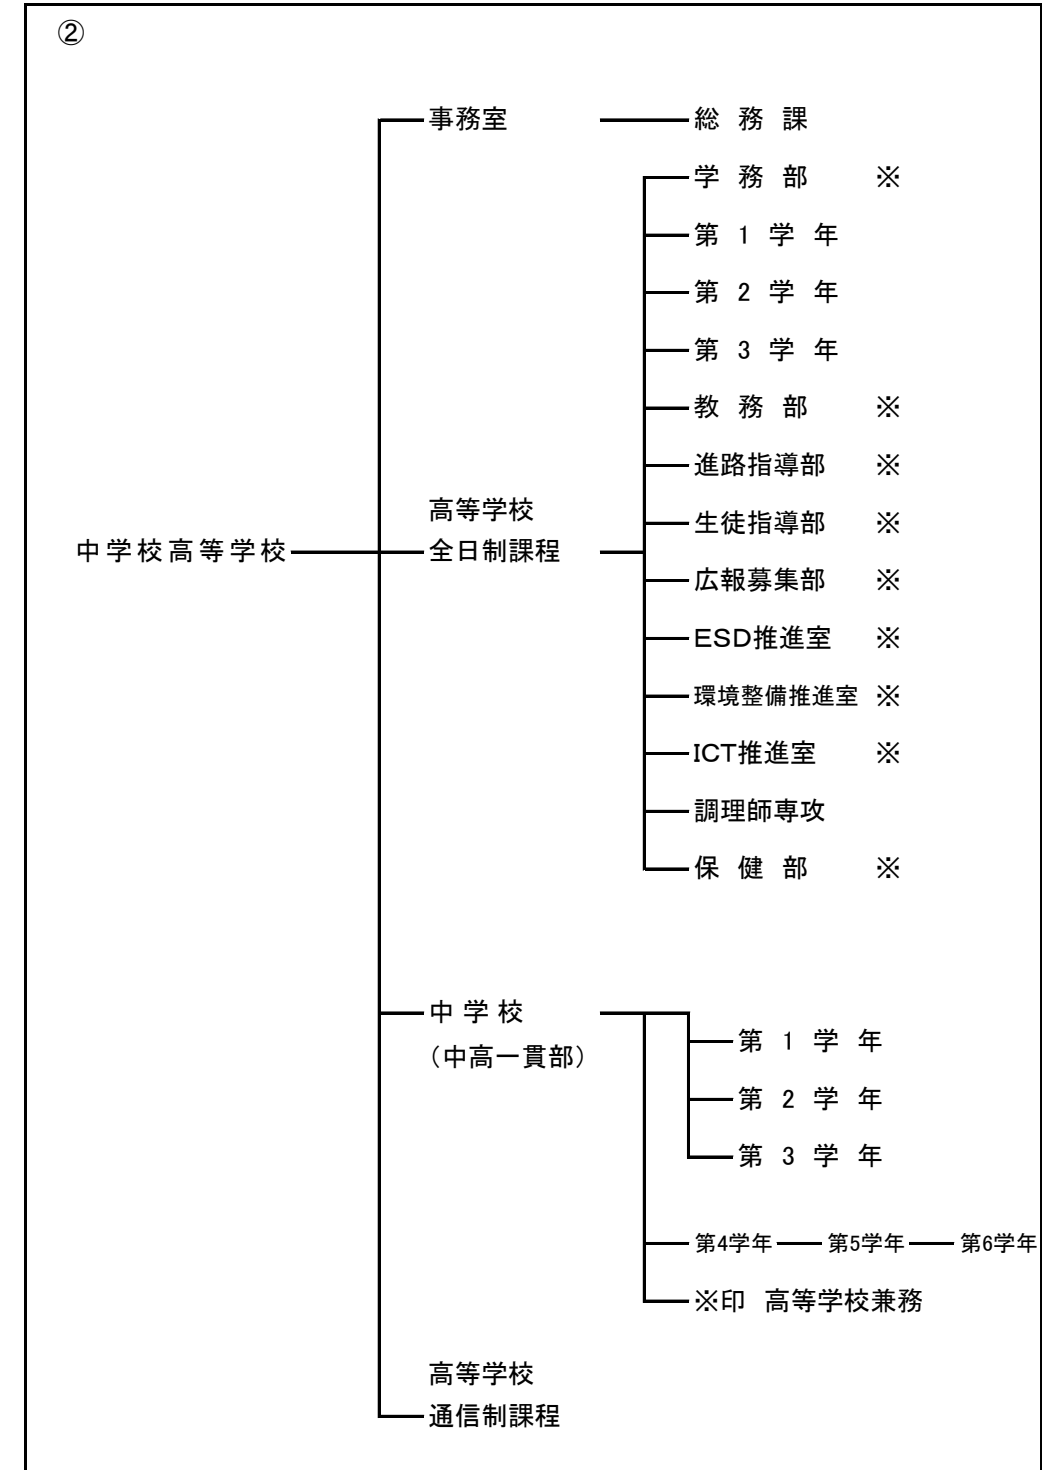 ②
事務室 総務課
学務部 ※
第1学年
第2学年
第3学年
教務部 ※
進路指導部 ※
高等学校
生徒指導部 ※
中学校高等学校 全日制課程
広報募集部 ※
ESD推進室 ※
環境整備推進室 ※
ICT推進室 ※
調理師専攻
保健部 ※
中学校
第1学年
（中高一貫部）
第2学年
第3学年
第4学年 第5学年 第6学年
※印 高等学校兼務
高等学校
通信制課程